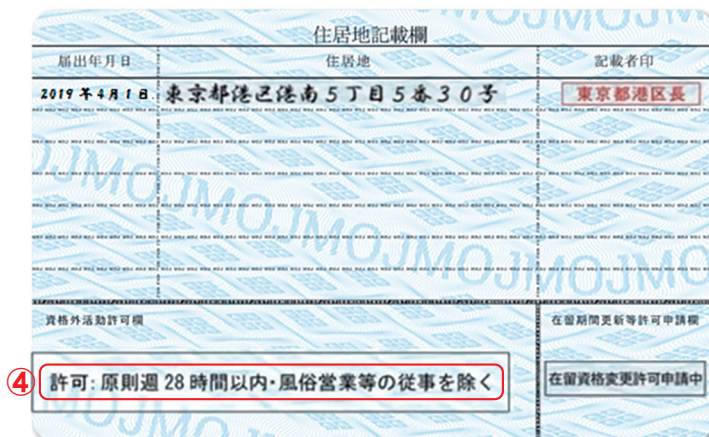 住居地記載欄
届出年月日 住居地 記載者印
2019年4月1日 東京都港区港南5丁目5番30号 東京都港区長
MOJMOJMO
資格外活動許可欄 在留期間更新等許可申請欄
④ 許可:原則週28時間以内・風俗営業等の従事を除く 在留資格変更許可申請中